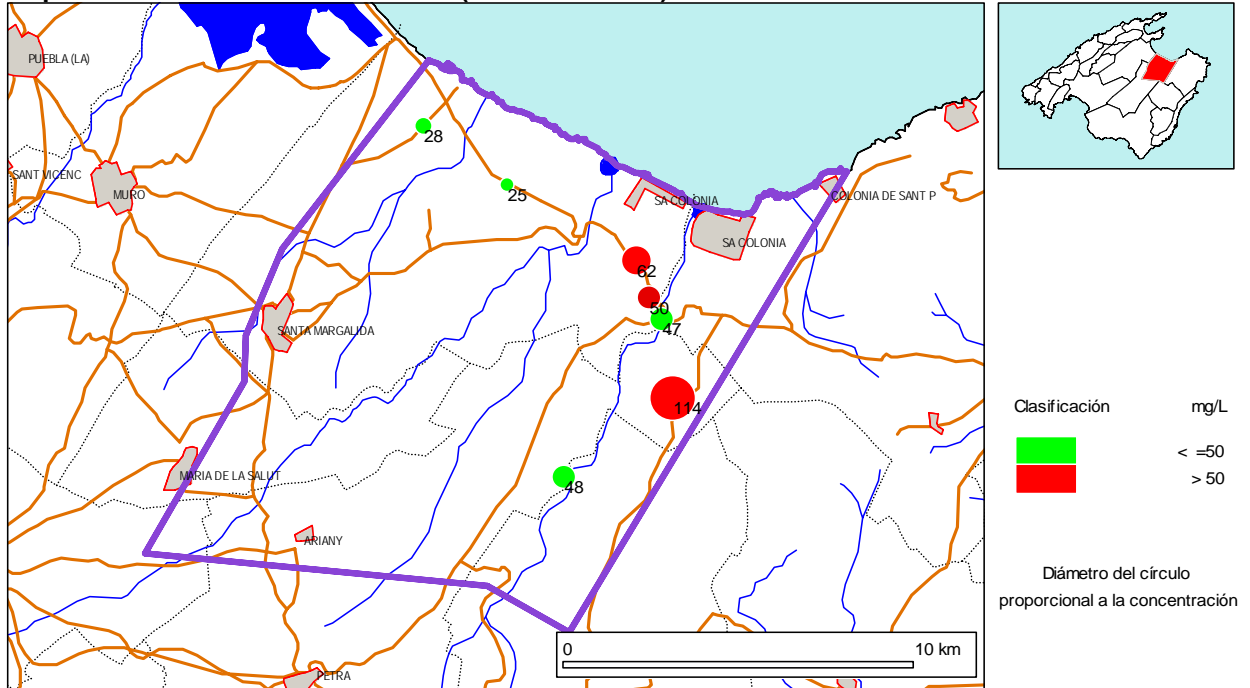 PUEBLA (LA)
28
SANT VICENC
MURO
25
SA COLONIA
COLONIA DE SANT P
SA COLONIA
62
50
47
SANTA MARGALIDA
114
MARIA DE LA SALUT
48
ARIANY
PETRA
0 10 km
Clasificación mg/L
< =50
> 50
Diámetro del círculo
proporcional a la concentración